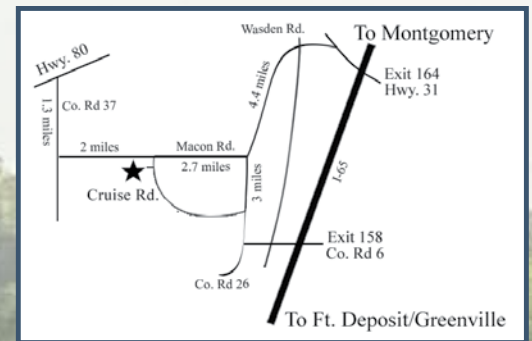 Wasden Rd.
To Montgomery
Hwy. 80
Exit 164
Hwy. 31
4.4 miles
Co. Rd 37
1.3 miles
2 miles
Macon Rd.
2.7 miles
Cruise Rd.
3 miles
I-65
Exit 158
Co. Rd 6
Co. Rd 26
To Ft. Deposit/Greenville